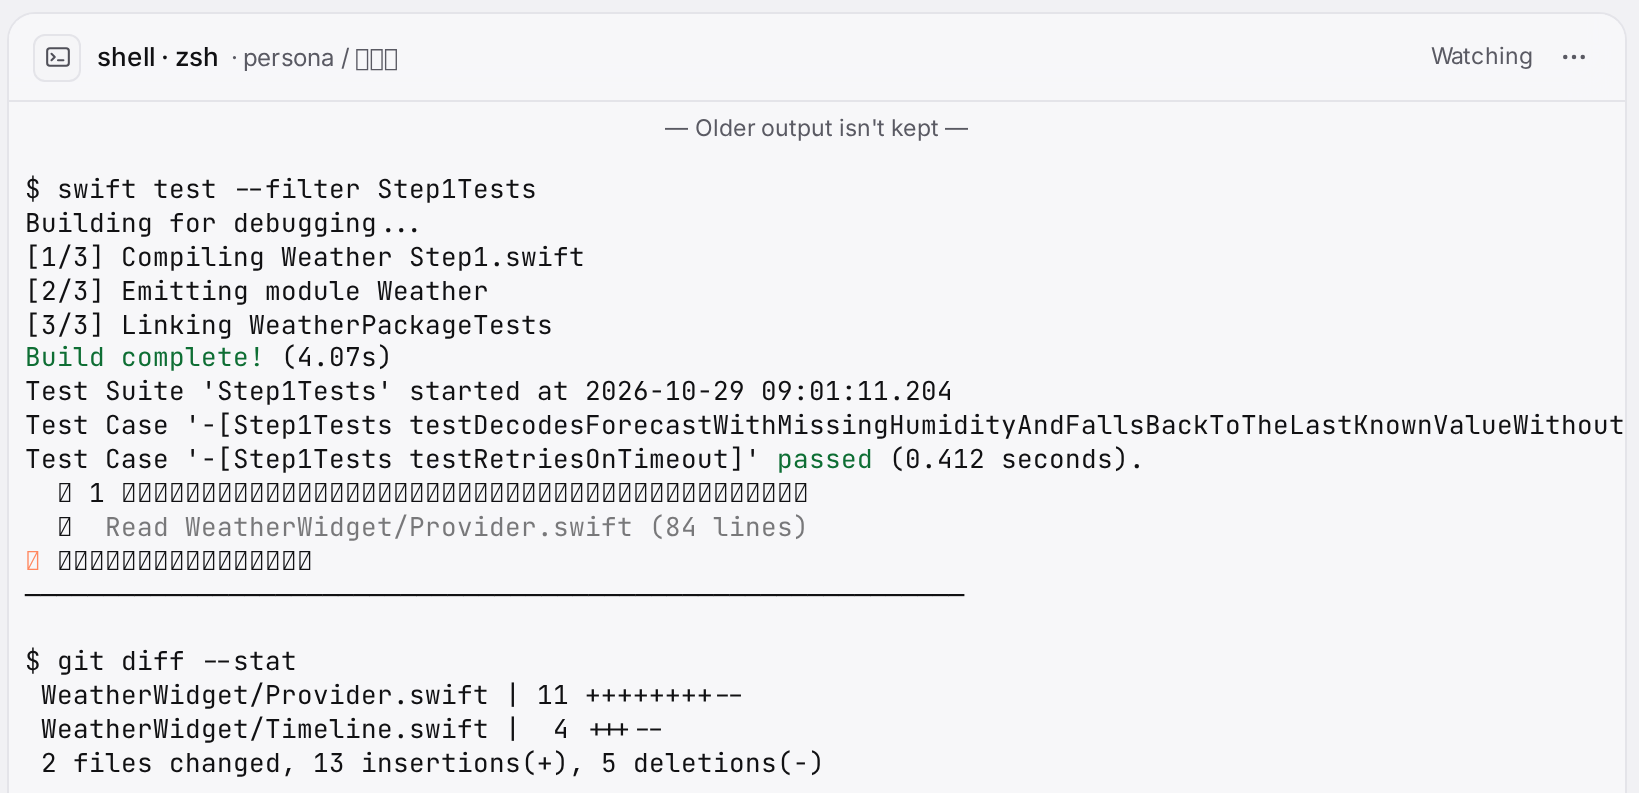 shell · zsh · persona /
Watching ···
— Older output isn't kept —
$ swift test --filter Step1Tests
Building for debugging...
[1/3] Compiling Weather Step1.swift
[2/3] Emitting module Weather
[3/3] Linking WeatherPackageTests
Build complete! (4.07s)
Test Suite 'Step1Tests' started at 2026-10-29 09:01:11.204
Test Case '-[Step1Tests testDecodesForecastWithMissingHumidityAndFallsBackToTheLastKnownValueWithout
Test Case '-[Step1Tests testRetriesOnTimeout]' passed (0.412 seconds).
1
Read WeatherWidget/Provider.swift (84 lines)
$ git diff --stat
WeatherWidget/Provider.swift | 11 ++++++++--
WeatherWidget/Timeline.swift | 4 +++--
2 files changed, 13 insertions(+), 5 deletions(-)